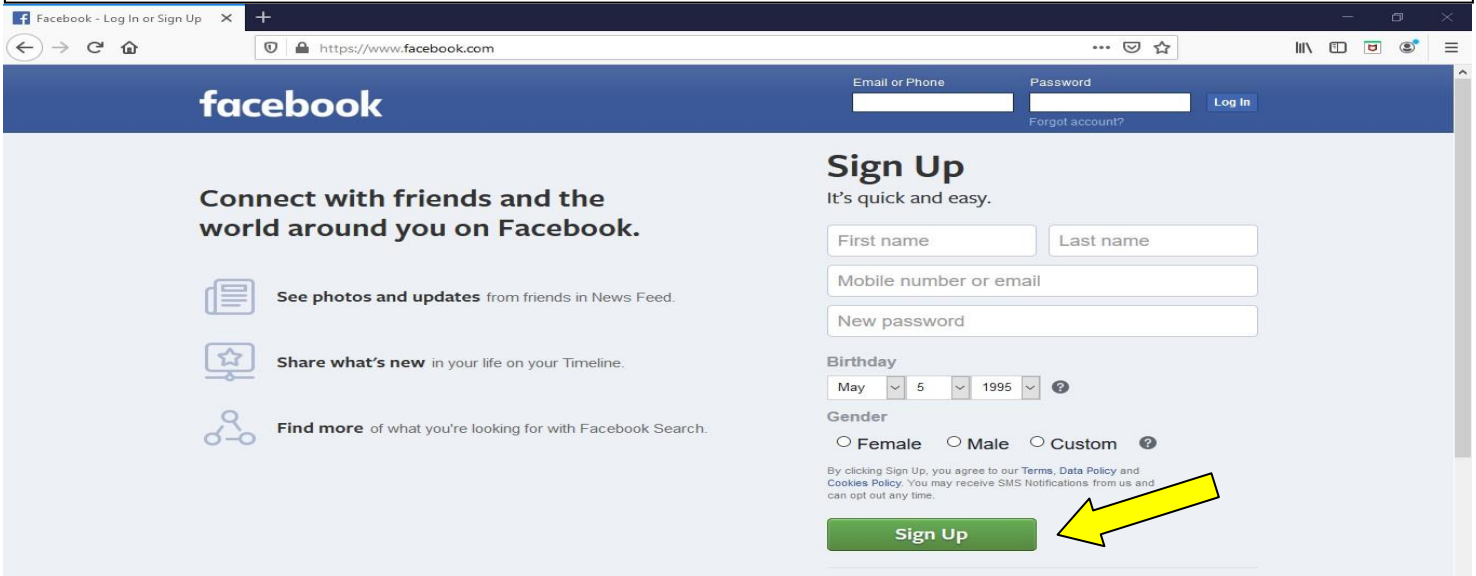 Facebook - Log In or Sign Up
https://www.facebook.com
facebook
Email or Phone
Password
Log In
Forgot account?
Connect with friends and the
world around you on Facebook.
See photos and updates from friends in News Feed.
Share what's new in your life on your Timeline.
Find more of what you're looking for with Facebook Search.
Sign Up
It's quick and easy.
First name
Last name
Mobile number or email
New password
Birthday
May 5 1995
Gender
Female Male Custom
By clicking Sign Up, you agree to our Terms, Data Policy and
Cookies Policy. You may receive SMS Notifications from us and
can opt out any time.
Sign Up